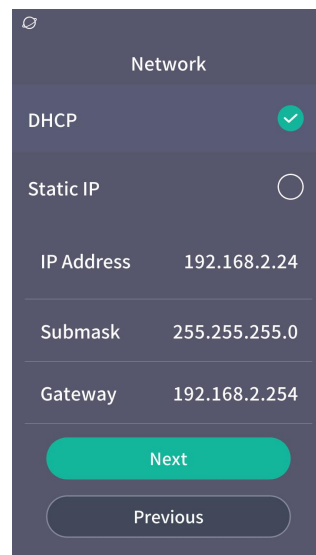 Network
DHCP
Static IP
IP Address 192.168.2.24
Submask 255.255.255.0
Gateway 192.168.2.254
Next
Previous